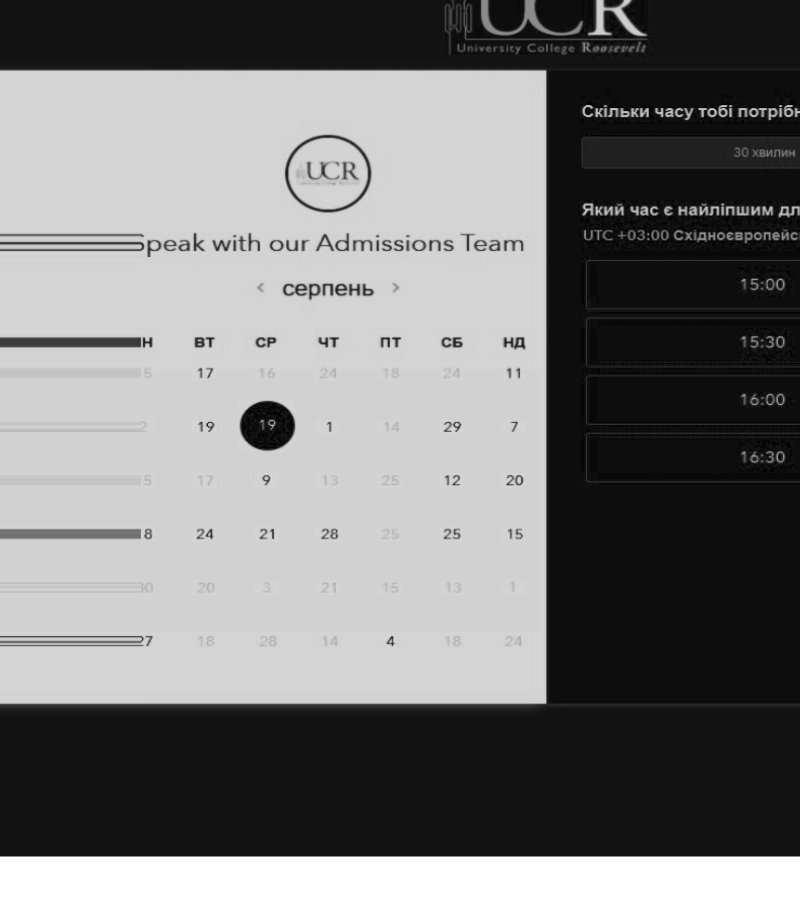 UCR
University College Roosevelt
UCR
Speak with our Admissions Team
< серпень >
Н ВТ СР ЧТ ПТ СБ НД
5 17 16 24 18 24 11
2 19 19 1 14 29 7
5 17 9 13 25 12 20
8 24 21 28 25 25 15
30 20 3 21 15 13 1
27 18 28 14 4 18 24
Скільки часу тобі потрібн
30 хвилин
Який час є найліпшим дл
UTC +03:00 Східноєвропейс
15:00
15:30
16:00
16:30